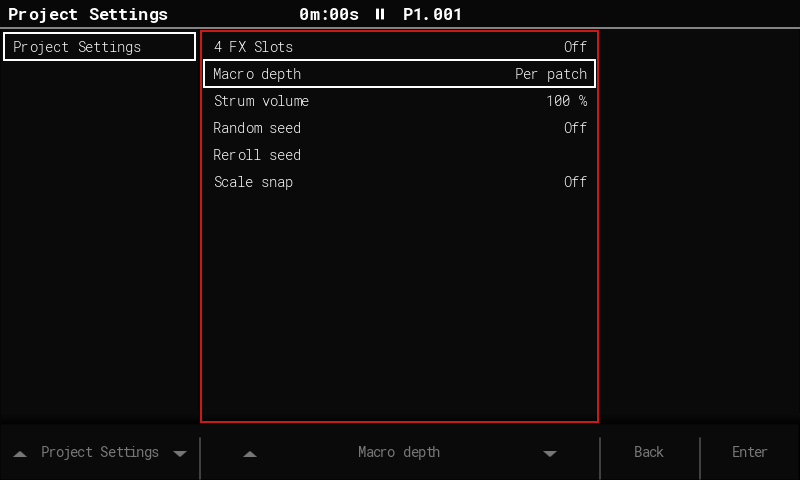 Project Settings 0m:00s P1.001
Project Settings
4 FX Slots Off
Macro depth Per patch
Strum volume 100 %
Random seed Off
Reroll seed
Scale snap Off
Project Settings Macro depth Back Enter